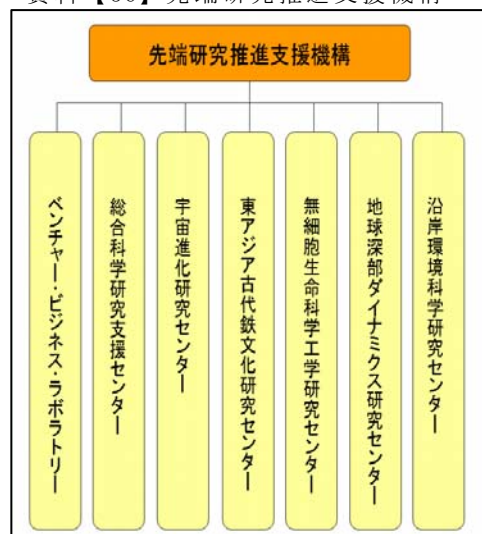 先端研究推進支援機構
ベンチャー・ビジネス・ラボラトリー
総合科学研究支援センター
宇宙進化研究センター
東アジア古代鉄文化研究センター
無細胞生命科学工学研究センター
地球深部ダイナミクス研究センター
沿岸環境科学研究センター